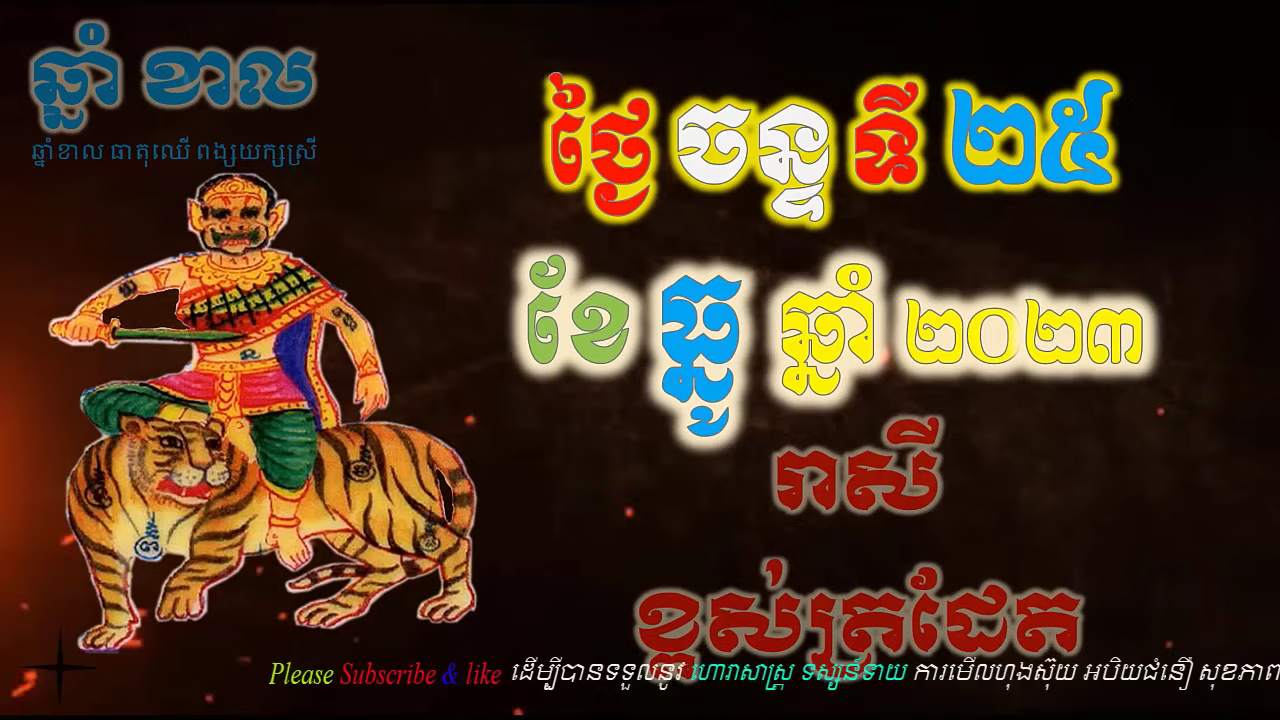 ឆ្នាំ ខាល
ឆ្នាំខាល ធាតុឈើ ពង្សយក្សស្រី
ថ្ងៃ ចន្ទ ទី ២៥
ខែ ធ្នូ ឆ្នាំ ២០២៣
រាសី
ខ្ពស់ត្រដែត
Please Subscribe & like ដើម្បីបានទទួលនូវ ហោរាសាស្ត្រ ទស្សន៍ទាយ ការមើលហុងស៊ុយ អបិយជំនឿ សុខភាព